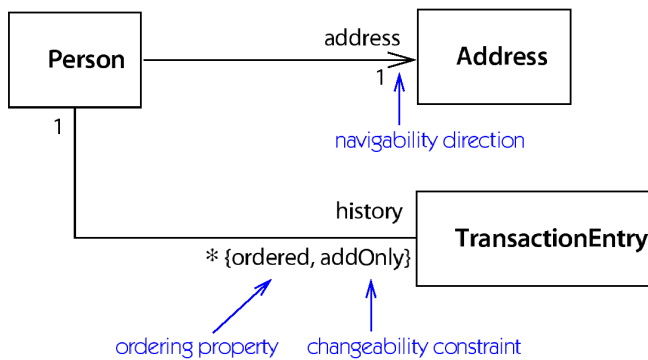 address
Person
Address
1
1
navigability direction
history
TransactionEntry
* {ordered, addOnly}
ordering property
changeability constraint